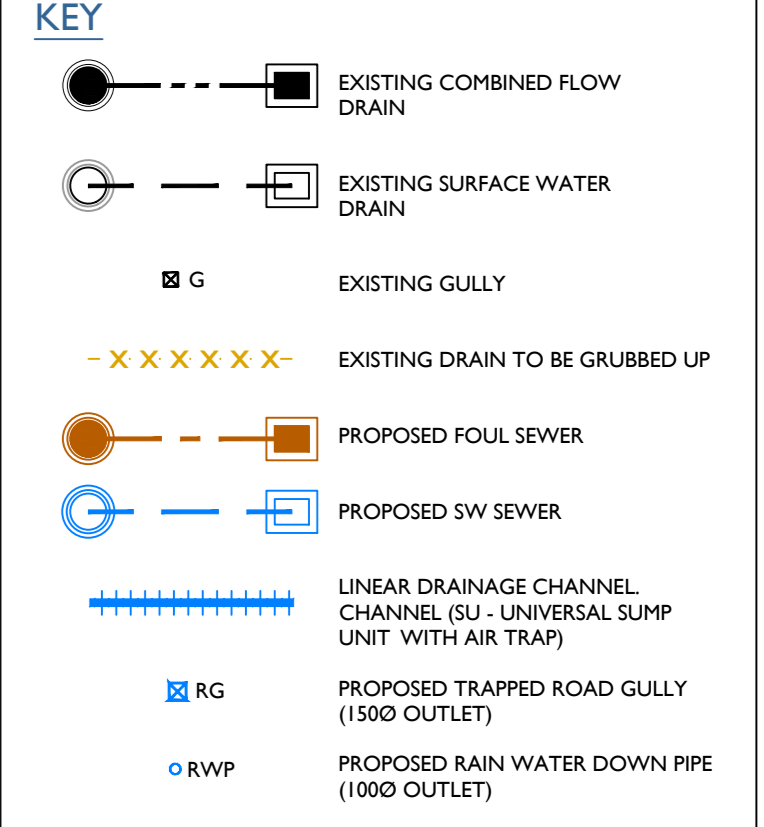 KEY
EXISTING COMBINED FLOW
DRAIN
EXISTING SURFACE WATER
DRAIN
G
EXISTING GULLY
X X X X X X
EXISTING DRAIN TO BE GRUBBED UP
PROPOSED FOUL SEWER
PROPOSED SW SEWER
LINEAR DRAINAGE CHANNEL.
CHANNEL (SU - UNIVERSAL SUMP
UNIT WITH AIR TRAP)
RG
PROPOSED TRAPPED ROAD GULLY
(150Ø OUTLET)
RWP
PROPOSED RAIN WATER DOWN PIPE
(100Ø OUTLET)